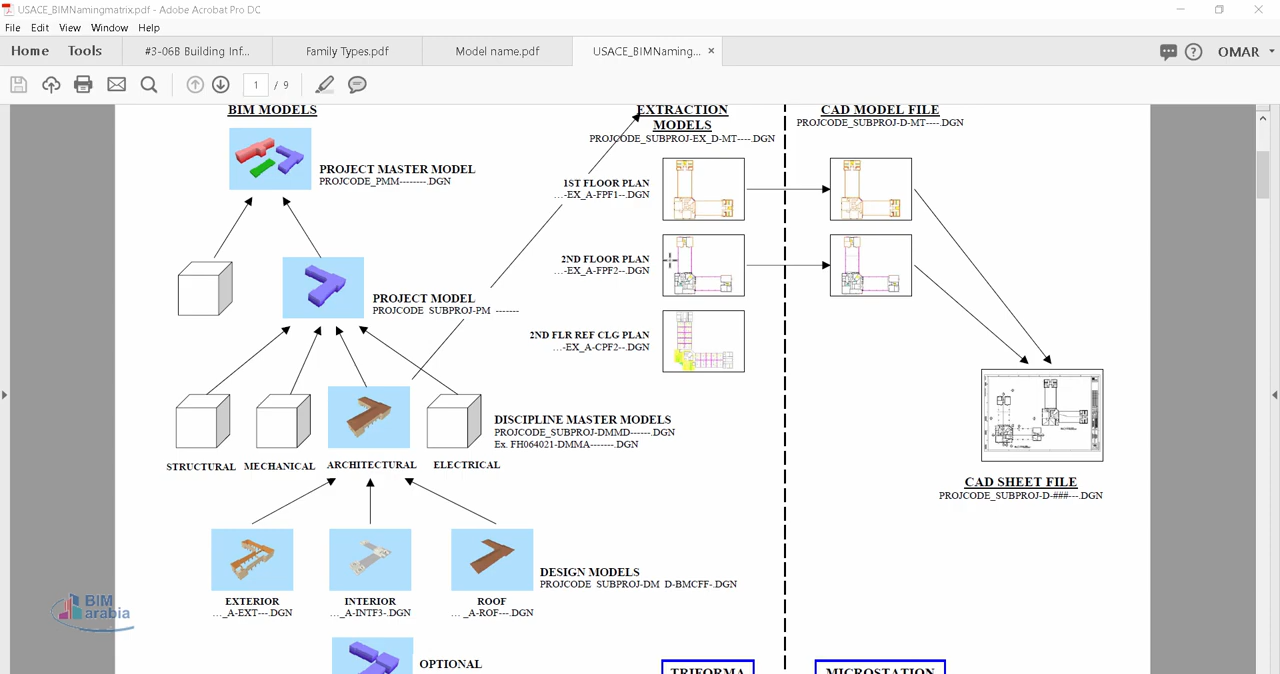 USACE_BIMNamingmatrix.pdf - Adobe Acrobat Pro DC
File Edit View Window Help
Home Tools #3-06B Building Inf... Family Types.pdf Model name.pdf USACE_BIMNaming... × OMAR
1 / 9
BIM MODELS
PROJECT MASTER MODEL
PROJCODE_PMM--------.DGN
PROJECT MODEL
PROJCODE SUBPROJ-PM -------
DISCIPLINE MASTER MODELS
PROJCODE_SUBPROJ-DMMD------.DGN
Ex. FH064021-DMMA-------.DGN
STRUCTURAL MECHANICAL ARCHITECTURAL ELECTRICAL
DESIGN MODELS
PROJCODE SUBPROJ-DM D-BMCFF-.DGN
EXTERIOR
..._A-EXT---.DGN
INTERIOR
..._A-INTF3-.DGN
ROOF
... _A-ROF---.DGN
OPTIONAL
EXTRACTION
MODELS
PROJCODE_SUBPROJ-EX_D-MT----.DGN
1ST FLOOR PLAN
...-EX_A-FPF1--.DGN
2ND FLOOR PLAN
...-EX_A-FPF2--.DGN
2ND FLR REF CLG PLAN
...-EX_A-CPF2--.DGN
TRIFORMA
CAD MODEL FILE
PROJCODE_SUBPROJ-D-MT----.DGN
CAD SHEET FILE
PROJCODE_SUBPROJ-D-###---.DGN
MICROSTATION
BIM
arabia